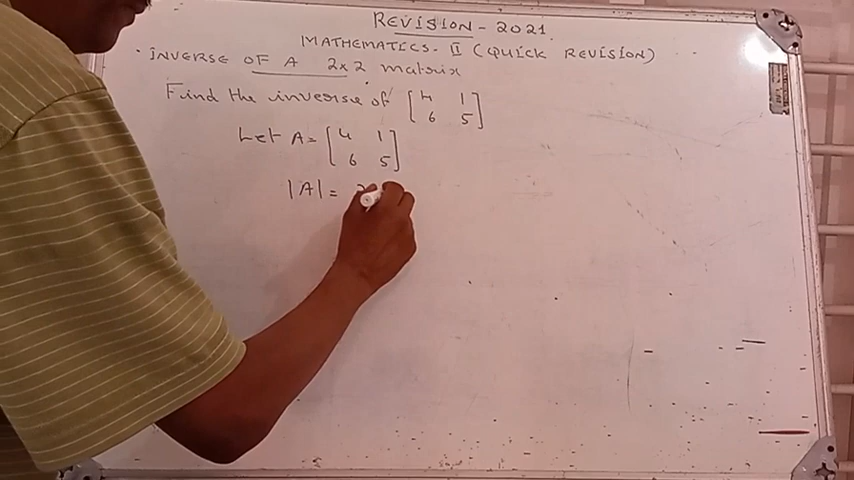 REVISION - 2021
MATHEMATICS - II (QUICK REVISION)
INVERSE OF A 2x2 matrix
Find the inverse of [4 1
6 5]
Let A = [4 1
6 5]
|A| =